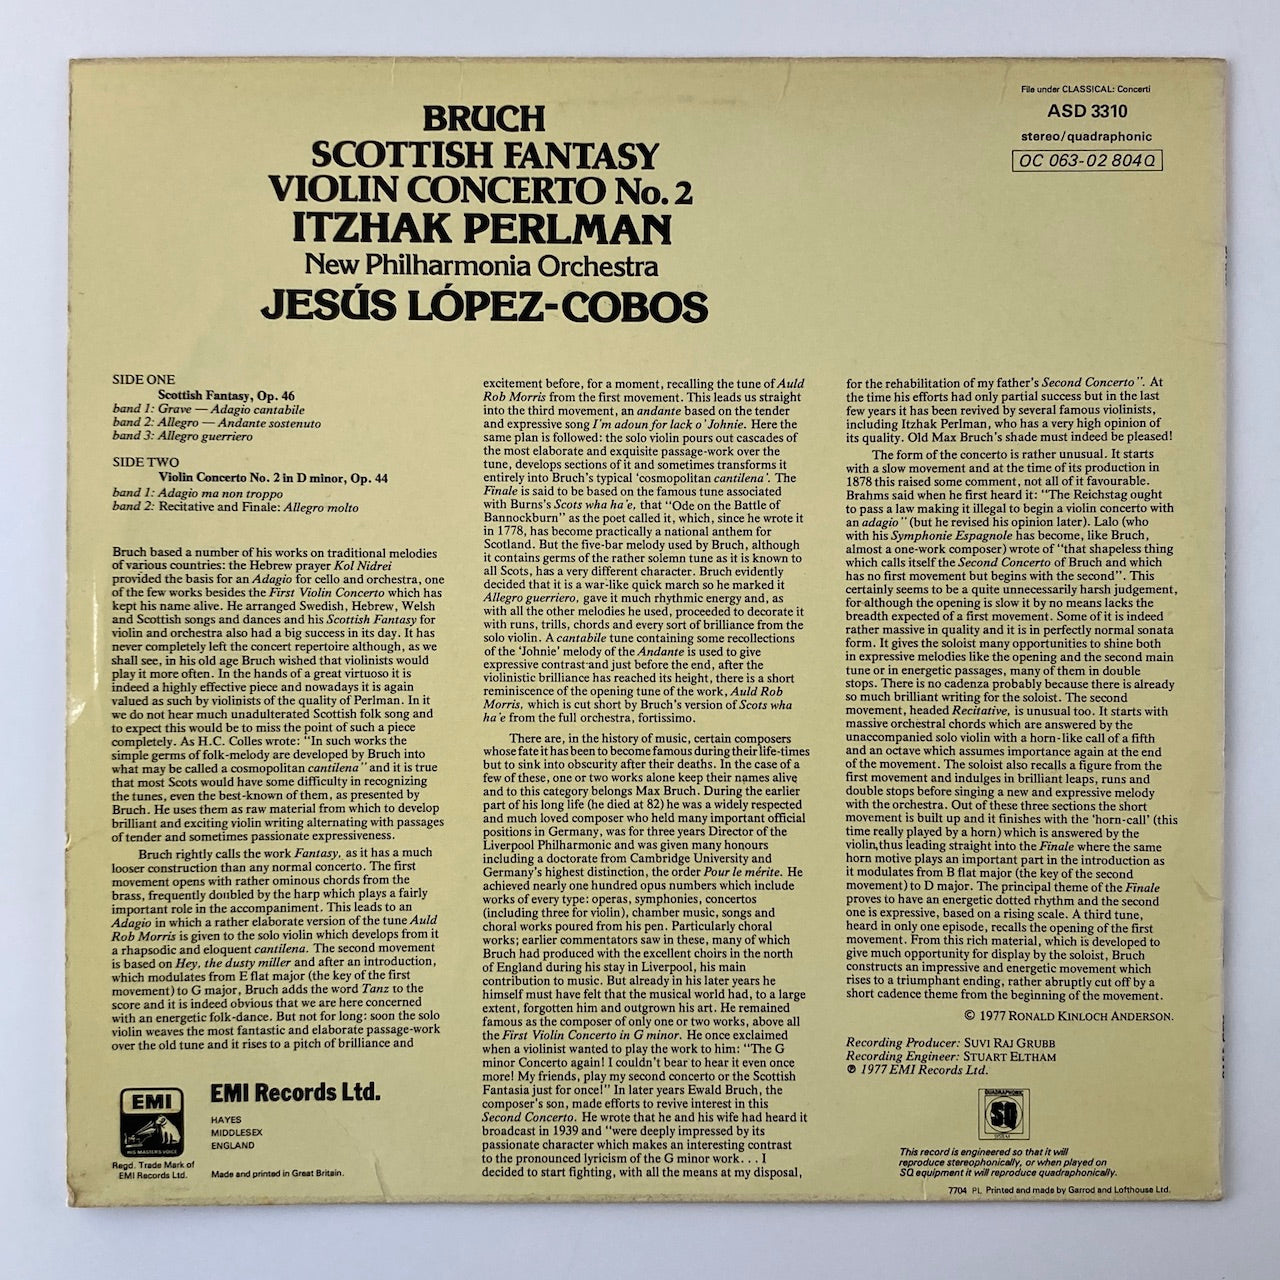 File under CLASSICAL: Concerti
ASD 3310
stereo/quadraphonic
OC 063-02 804Q
BRUCH
SCOTTISH FANTASY
VIOLIN CONCERTO No. 2
ITZHAK PERLMAN
New Philharmonia Orchestra
JESÚS LÓPEZ-COBOS
SIDE ONE
Scottish Fantasy, Op. 46
band 1: Grave — Adagio cantabile
band 2: Allegro — Andante sostenuto
band 3: Allegro guerriero
SIDE TWO
Violin Concerto No. 2 in D minor, Op. 44
band 1: Adagio ma non troppo
band 2: Recitative and Finale: Allegro molto
Bruch based a number of his works on traditional melodies
of various countries: the Hebrew prayer Kol Nidrei
provided the basis for an Adagio for cello and orchestra, one
of the few works besides the First Violin Concerto which has
kept his name alive. He arranged Swedish, Hebrew, Welsh
and Scottish songs and dances and his Scottish Fantasy for
violin and orchestra also had a big success in its day. It has
never completely left the concert repertoire although, as we
shall see, in his old age Bruch wished that violinists would
play it more often. In the hands of a great virtuoso it is
indeed a highly effective piece and nowadays it is again
valued as such by violinists of the quality of Perlman. In it
we do not hear much unadulterated Scottish folk song and
to expect this would be to miss the point of such a piece
completely. As H.C. Colles wrote: "In such works the
simple germs of folk-melody are developed by Bruch into
what may be called a cosmopolitan cantilena" and it is true
that most Scots would have some difficulty in recognizing
the tunes, even the best-known of them, as presented by
Bruch. He uses them as raw material from which to develop
brilliant and exciting violin writing alternating with passages
of tender and sometimes passionate expressiveness.
Bruch rightly calls the work Fantasy, as it has a much
looser construction than any normal concerto. The first
movement opens with rather ominous chords from the
brass, frequently doubled by the harp which plays a fairly
important role in the accompaniment. This leads to an
Adagio in which a rather elaborate version of the tune Auld
Rob Morris is given to the solo violin which develops from it
a rhapsodic and eloquent cantilena. The second movement
is based on Hey, the dusty miller and after an introduction,
which modulates from E flat major (the key of the first
movement) to G major, Bruch adds the word Tanz to the
score and it is indeed obvious that we are here concerned
with an energetic folk-dance. But not for long: soon the solo
violin weaves the most fantastic and elaborate passage-work
over the old tune and it rises to a pitch of brilliance and
excitement before, for a moment, recalling the tune of Auld
Rob Morris from the first movement. This leads us straight
into the third movement, an andante based on the tender
and expressive song I'm adoun for lack o' Johnie. Here the
same plan is followed: the solo violin pours out cascades of
the most elaborate and exquisite passage-work over the
tune, develops sections of it and sometimes transforms it
entirely into Bruch's typical 'cosmopolitan cantilena'. The
Finale is said to be based on the famous tune associated
with Burns's Scots wha ha'e, that "Ode on the Battle of
Bannockburn" as the poet called it, which, since he wrote it
in 1778, has become practically a national anthem for
Scotland. But the five-bar melody used by Bruch, although
it contains germs of the rather solemn tune as it is known to
all Scots, has a very different character. Bruch evidently
decided that it is a war-like quick march so he marked it
Allegro guerriero, gave it much rhythmic energy and, as
with all the other melodies he used, proceeded to decorate it
with runs, trills, chords and every sort of brilliance from the
solo violin. A cantabile tune containing some recollections
of the 'Johnie' melody of the Andante is used to give
expressive contrast and just before the end, after the
violinistic brilliance has reached its height, there is a short
reminiscence of the opening tune of the work, Auld Rob
Morris, which is cut short by Bruch's version of Scots wha
ha'e from the full orchestra, fortissimo.
There are, in the history of music, certain composers
whose fate it has been to become famous during their life-times
but to sink into obscurity after their deaths. In the case of a
few of these, one or two works alone keep their names alive
and to this category belongs Max Bruch. During the earlier
part of his long life (he died at 82) he was a widely respected
and much loved composer who held many important official
positions in Germany, was for three years Director of the
Liverpool Philharmonic and was given many honours
including a doctorate from Cambridge University and
Germany's highest distinction, the order Pour le mérite. He
achieved nearly one hundred opus numbers which include
works of every type: operas, symphonies, concertos
(including three for violin), chamber music, songs and
choral works poured from his pen. Particularly choral
works; earlier commentators saw in these, many of which
Bruch had produced with the excellent choirs in the north
of England during his stay in Liverpool, his main
contribution to music. But already in his later years he
himself must have felt that the musical world had, to a large
extent, forgotten him and outgrown his art. He remained
famous as the composer of only one or two works, above all
the First Violin Concerto in G minor. He once exclaimed
when a violinist wanted to play the work to him: "The G
minor Concerto again! I couldn't bear to hear it even once
more! My friends, play my second concerto or the Scottish
Fantasia just for once!" In later years Ewald Bruch, the
composer's son, made efforts to revive interest in this
Second Concerto. He wrote that he and his wife had heard it
broadcast in 1939 and "were deeply impressed by its
passionate character which makes an interesting contrast
to the pronounced lyricism of the G minor work. . . I
decided to start fighting, with all the means at my disposal,
for the rehabilitation of my father's Second Concerto". At
the time his efforts had only partial success but in the last
few years it has been revived by several famous violinists,
including Itzhak Perlman, who has a very high opinion of
its quality. Old Max Bruch's shade must indeed be pleased!
The form of the concerto is rather unusual. It starts
with a slow movement and at the time of its production in
1878 this raised some comment, not all of it favourable.
Brahms said when he first heard it: "The Reichstag ought
to pass a law making it illegal to begin a violin concerto with
an adagio" (but he revised his opinion later). Lalo (who
with his Symphonie Espagnole has become, like Bruch,
almost a one-work composer) wrote of "that shapeless thing
which calls itself the Second Concerto of Bruch and which
has no first movement but begins with the second". This
certainly seems to be a quite unnecessarily harsh judgement,
for although the opening is slow it by no means lacks the
breadth expected of a first movement. Some of it is indeed
rather massive in quality and it is in perfectly normal sonata
form. It gives the soloist many opportunities to shine both
in expressive melodies like the opening and the second main
tune or in energetic passages, many of them in double
stops. There is no cadenza probably because there is already
so much brilliant writing for the soloist. The second
movement, headed Recitative, is unusual too. It starts with
massive orchestral chords which are answered by the
unaccompanied solo violin with a horn-like call of a fifth
and an octave which assumes importance again at the end
of the movement. The soloist also recalls a figure from the
first movement and indulges in brilliant leaps, runs and
double stops before singing a new and expressive melody
with the orchestra. Out of these three sections the short
movement is built up and it finishes with the 'horn-call' (this
time really played by a horn) which is answered by the
violin,thus leading straight into the Finale where the same
horn motive plays an important part in the introduction as
it modulates from B flat major (the key of the second
movement) to D major. The principal theme of the Finale
proves to have an energetic dotted rhythm and the second
one is expressive, based on a rising scale. A third tune,
heard in only one episode, recalls the opening of the first
movement. From this rich material, which is developed to
give much opportunity for display by the soloist, Bruch
constructs an impressive and energetic movement which
rises to a triumphant ending, rather abruptly cut off by a
short cadence theme from the beginning of the movement.
© 1977 RONALD KINLOCH ANDERSON.
Recording Producer: SUVI RAJ GRUBB
Recording Engineer: STUART ELTHAM
℗ 1977 EMI Records Ltd.
EMI
HIS MASTER'S VOICE
Regd. Trade Mark of
EMI Records Ltd.
EMI Records Ltd.
HAYES
MIDDLESEX
ENGLAND
Made and printed in Great Britain.
QUADRAPHONIC
SQ
SYSTEM
This record is engineered so that it will
reproduce stereophonically, or when played on
SQ equipment it will reproduce quadraphonically.
7704 PL Printed and made by Garrod and Lofthouse Ltd.